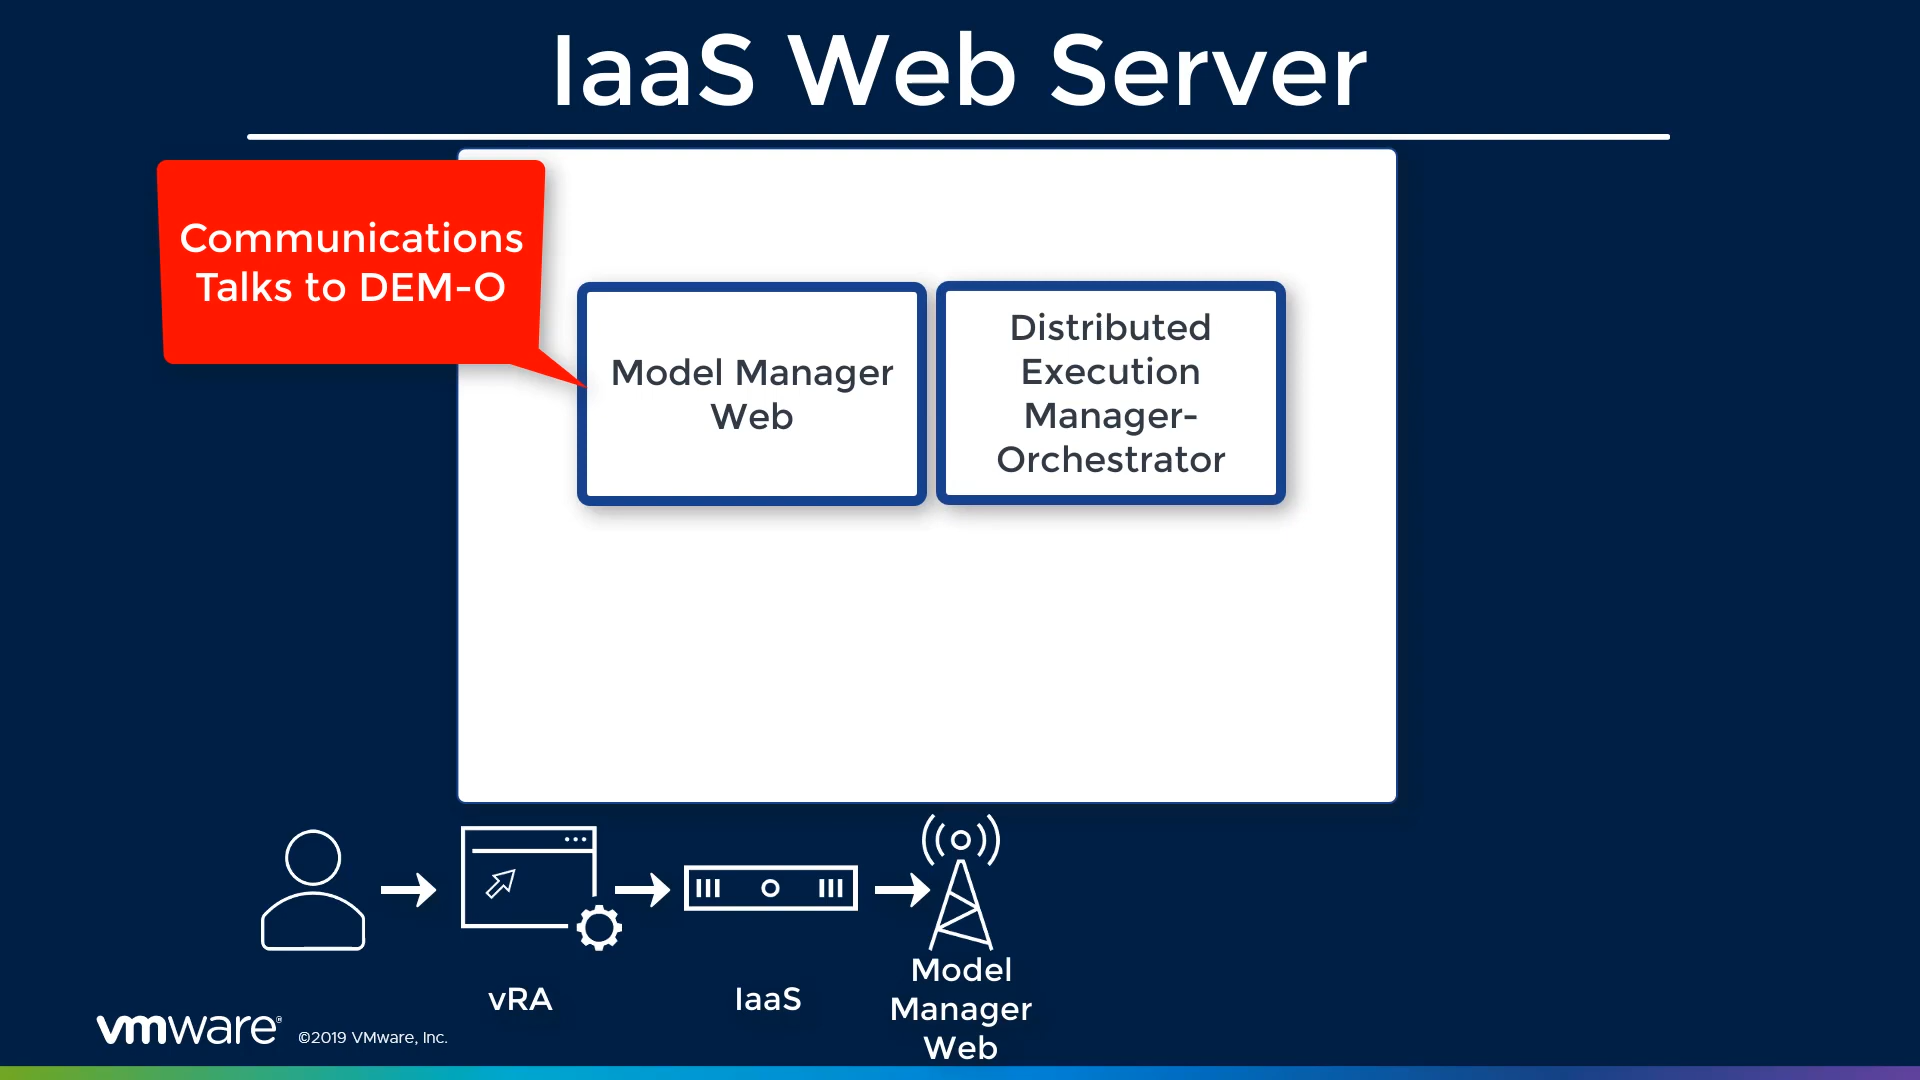 IaaS Web Server
Communications
Talks to DEM-O
Model Manager
Web
Distributed
Execution
Manager-
Orchestrator
vRA
IaaS
Model
Manager
Web
vmware® ©2019 VMware, Inc.